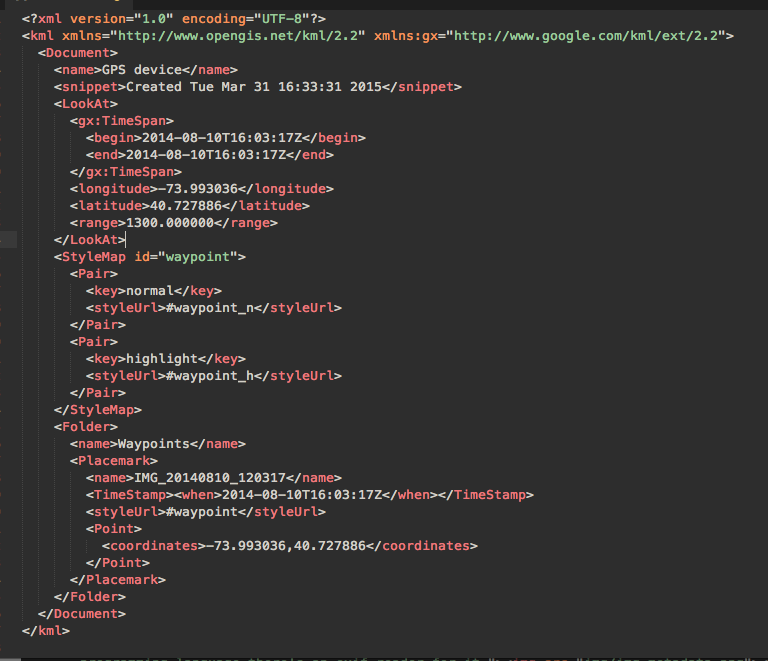 <?xml version="1.0" encoding="UTF-8"?>
<kml xmlns="http://www.opengis.net/kml/2.2" xmlns:gx="http://www.google.com/kml/ext/2.2">
<Document>
<name>GPS device</name>
<snippet>Created Tue Mar 31 16:33:31 2015</snippet>
<LookAt>
<gx:TimeSpan>
<begin>2014-08-10T16:03:17Z</begin>
<end>2014-08-10T16:03:17Z</end>
</gx:TimeSpan>
<longitude>-73.993036</longitude>
<latitude>40.727886</latitude>
<range>1300.000000</range>
</LookAt>
<StyleMap id="waypoint">
<Pair>
<key>normal</key>
<styleUrl>#waypoint_n</styleUrl>
</Pair>
<Pair>
<key>highlight</key>
<styleUrl>#waypoint_h</styleUrl>
</Pair>
</StyleMap>
<Folder>
<name>Waypoints</name>
<Placemark>
<name>IMG_20140810_120317</name>
<TimeStamp><when>2014-08-10T16:03:17Z</when></TimeStamp>
<styleUrl>#waypoint</styleUrl>
<Point>
<coordinates>-73.993036,40.727886</coordinates>
</Point>
</Placemark>
</Folder>
</Document>
</kml>